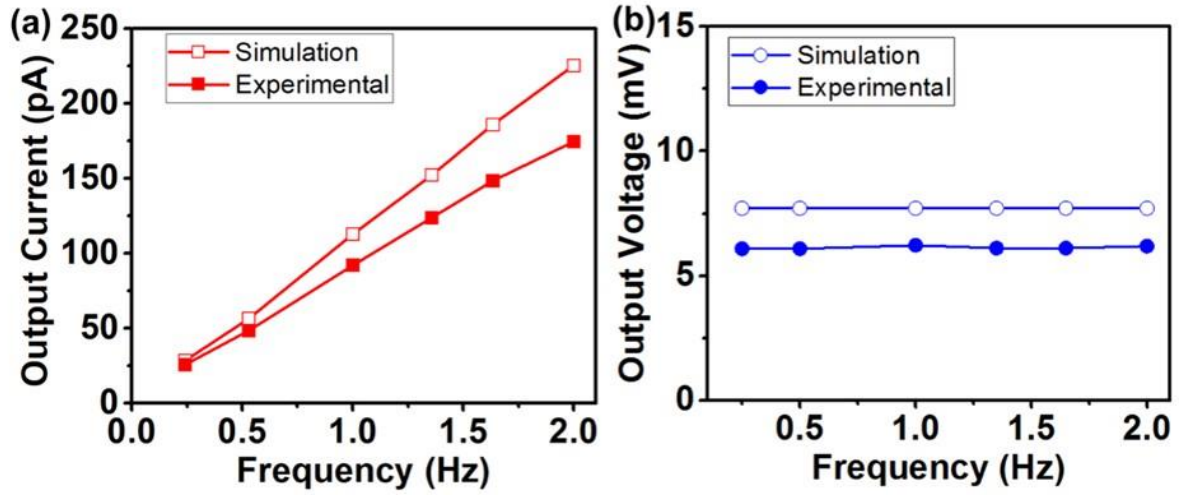 (a)
Output Current (pA)
250
200
150
100
50
0
Simulation
Experimental
0.0 0.5 1.0 1.5 2.0
Frequency (Hz)
(b)
Output Voltage (mV)
15
10
5
0
Simulation
Experimental
0.5 1.0 1.5 2.0
Frequency (Hz)